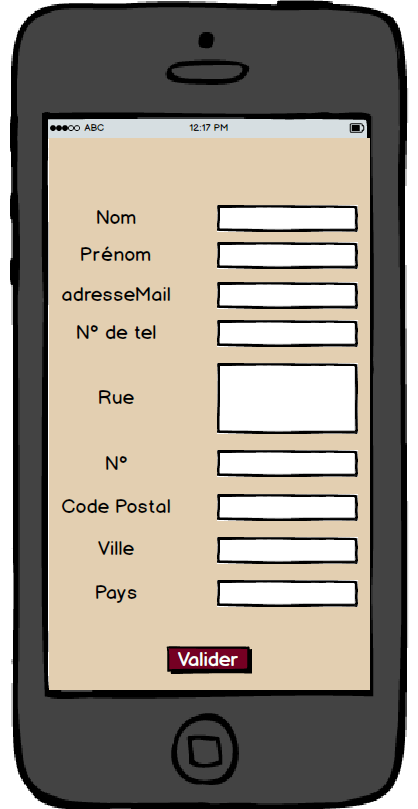 ABC 12:17 PM
Nom
Prénom
adresseMail
N° de tel
Rue
N°
Code Postal
Ville
Pays
Valider